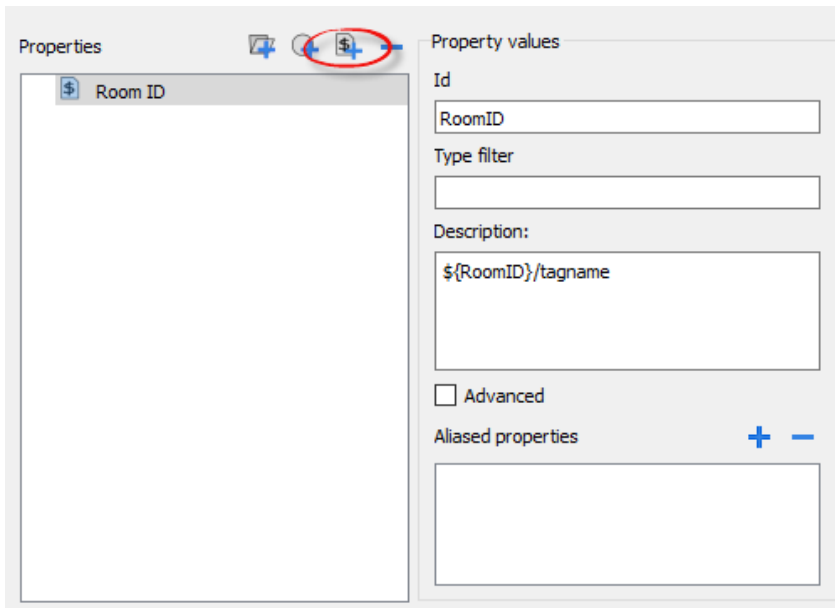 Properties
$
Room ID
Property values
Id
RoomID
Type filter
Description:
${RoomID}/tagname
Advanced
Aliased properties